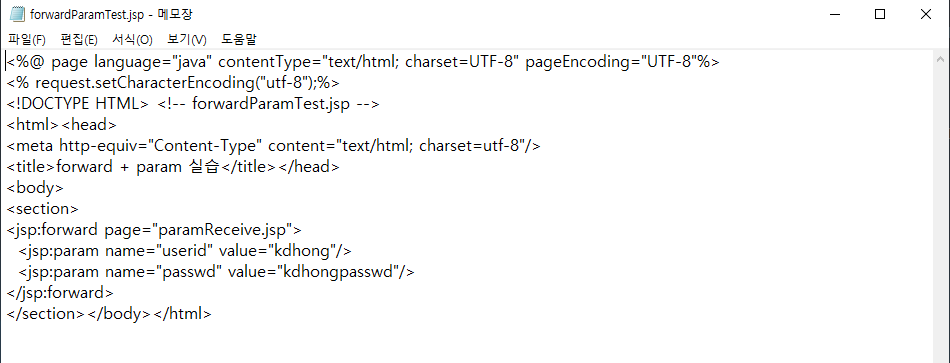 forwardParamTest.jsp - 메모장
파일(F) 편집(E) 서식(O) 보기(V) 도움말
<%@ page language="java" contentType="text/html; charset=UTF-8" pageEncoding="UTF-8"%>
<% request.setCharacterEncoding("utf-8");%>
<!DOCTYPE HTML> <!-- forwardParamTest.jsp -->
<html><head>
<meta http-equiv="Content-Type" content="text/html; charset=utf-8"/>
<title>forward + param 실습</title></head>
<body>
<section>
<jsp:forward page="paramReceive.jsp">
  <jsp:param name="userid" value="kdhong"/>
  <jsp:param name="passwd" value="kdhongpasswd"/>
</jsp:forward>
</section></body></html>